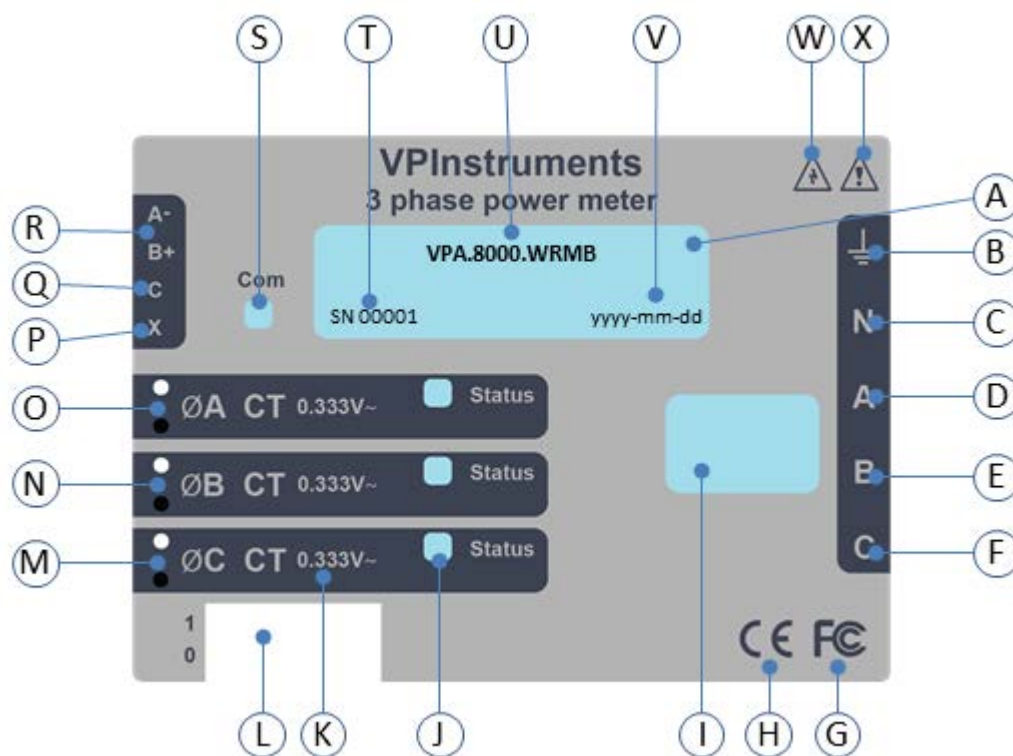 S T U V W X
VPInstruments
3 phase power meter
A
A-
R
B+
VPA.8000.WRMB
B
Q
C
Com
P
X
SN 00001
yyyy-mm-dd
N
C
O
ØA CT 0.333V~ Status
A
D
N
ØB CT 0.333V~ Status
B
E
M
ØC CT 0.333V~ Status
C
F
1
0
CE FC
L K J I H G